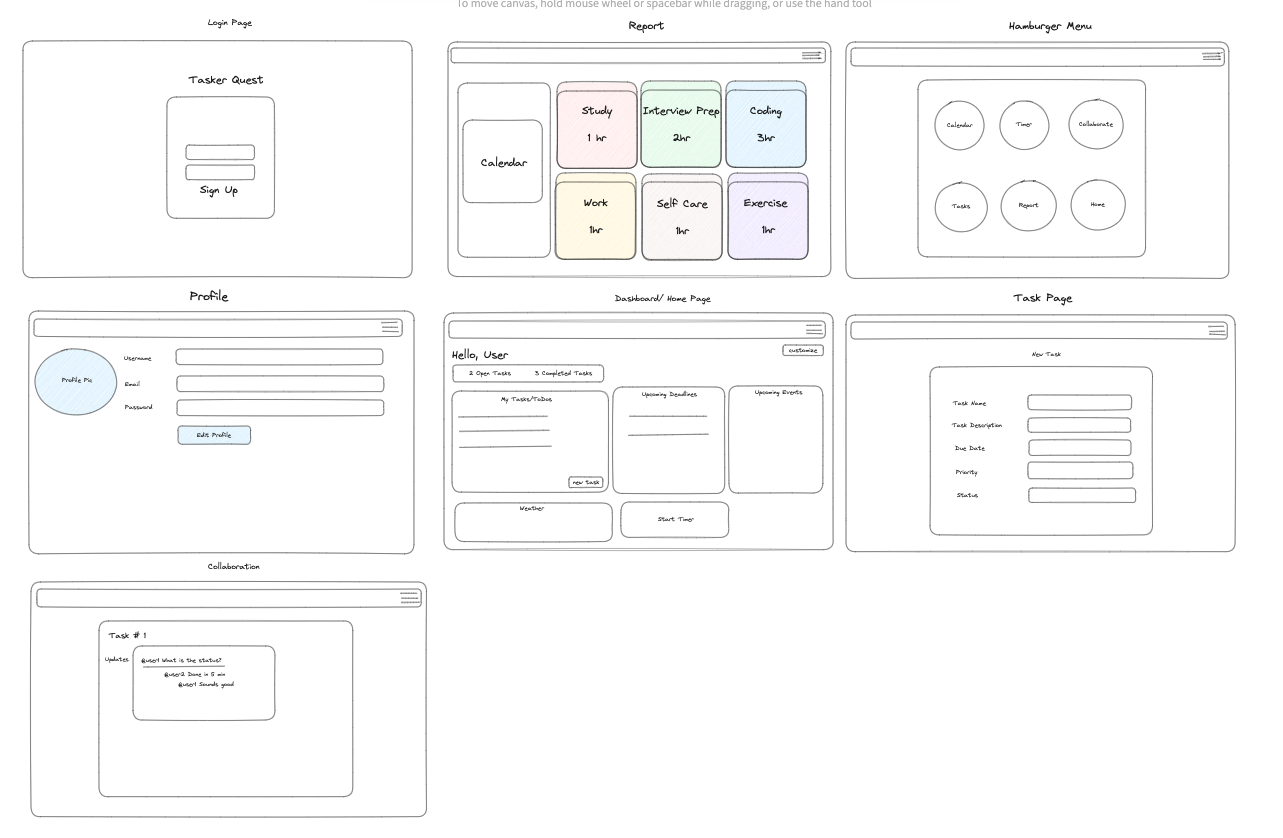 To move canvas, hold mouse wheel or spacebar while dragging, or use the hand tool
Login Page
Tasker Quest
Sign Up
Report
Calendar
Study
1 hr
Interview Prep
2hr
Coding
3hr
Work
1hr
Self Care
1hr
Exercise
1hr
Hamburger Menu
Calendar
Timer
Collaborate
Tasks
Report
Home
Profile
Profile Pic
Username
Email
Password
Edit Profile
Dashboard/ Home Page
Hello, User
customize
2 Open Tasks
3 Completed Tasks
My Tasks/ToDos
new task
Upcoming Deadlines
Upcoming Events
Weather
Start Timer
Task Page
New Task
Task Name
Task Description
Due Date
Priority
Status
Collaboration
Task # 1
Updates
@user1 What is the status?
@user2 Done in 5 min
@user1 Sounds good